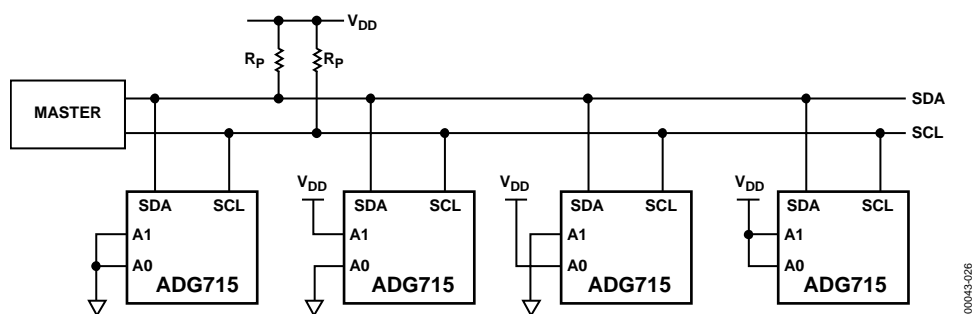 VDD
RP RP
MASTER
SDA
SCL
VDD VDD VDD
SDA SCL SDA SCL SDA SCL SDA SCL
A1 A1 A1 A1
A0 A0 A0 A0
ADG715 ADG715 ADG715 ADG715
00043-026